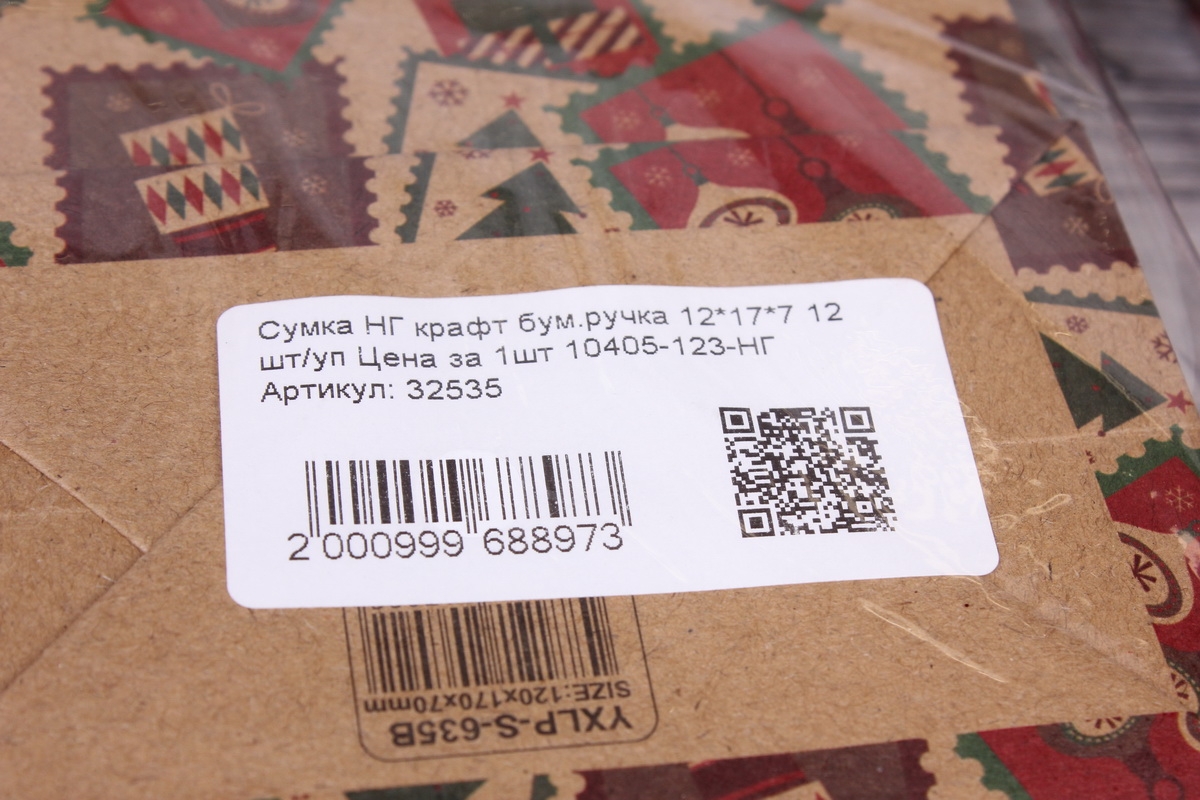 Сумка НГ крафт бум.ручка 12*17*7 12
шт/уп Цена за 1шт 10405-123-НГ
Артикул: 32535
2 000999 688973
SIZE:120x170x70mm
YXLP-S-635B